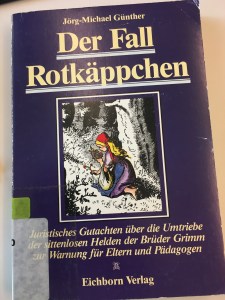 Jörg-Michael Günther
Der Fall
Rotkäppchen
Juristisches Gutachten über die Umtriebe
der sittenlosen Helden der Brüder Grimm
zur Warnung für Eltern und Pädagogen
Eichborn Verlag